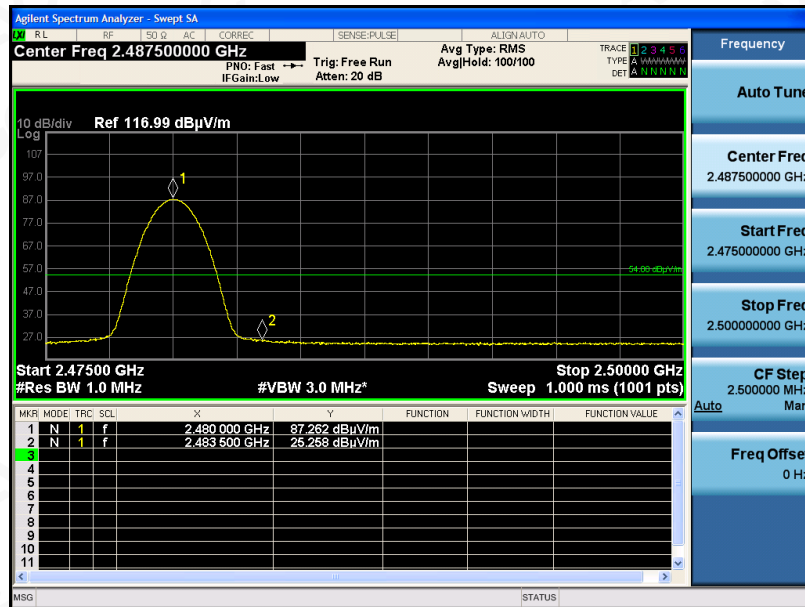 Agilent Spectrum Analyzer - Swept SA
LXI RL RF 50 Ω AC CORREC SENSE:PULSE ALIGN AUTO
Center Freq 2.487500000 GHz
PNO: Fast
IFGain:Low
Trig: Free Run
Atten: 20 dB
Avg Type: RMS
Avg|Hold: 100/100
TRACE 1 2 3 4 5 6
TYPE A WWWWW
DET A N N N N N
10 dB/div Ref 116.99 dBµV/m
Log
107
97.0
87.0
77.0
67.0
57.0
47.0
37.0
27.0
1
2
54.00 dBµV/m
Start 2.47500 GHz Stop 2.50000 GHz
#Res BW 1.0 MHz #VBW 3.0 MHz* Sweep 1.000 ms (1001 pts)
MKR MODE TRC SCL X Y FUNCTION FUNCTION WIDTH FUNCTION VALUE
1 N 1 f 2.480 000 GHz 87.262 dBµV/m
2 N 1 f 2.483 500 GHz 25.258 dBµV/m
3
4
5
6
7
8
9
10
11
MSG STATUS
Frequency
Auto Tune
Center Freq
2.487500000 GHz
Start Freq
2.475000000 GHz
Stop Freq
2.500000000 GHz
CF Step
2.500000 MHz
Auto Man
Freq Offset
0 Hz